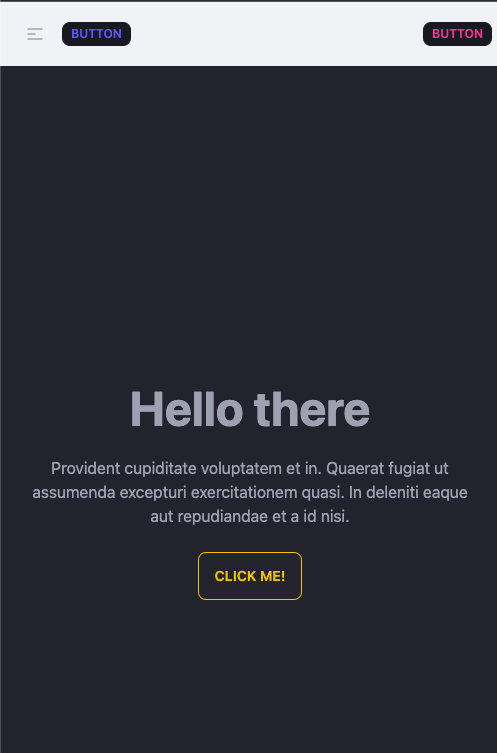 BUTTON
BUTTON
Hello there
Provident cupiditate voluptatem et in. Quaerat fugiat ut
assumenda excepturi exercitationem quasi. In deleniti eaque
aut repudiandae et a id nisi.
CLICK ME!